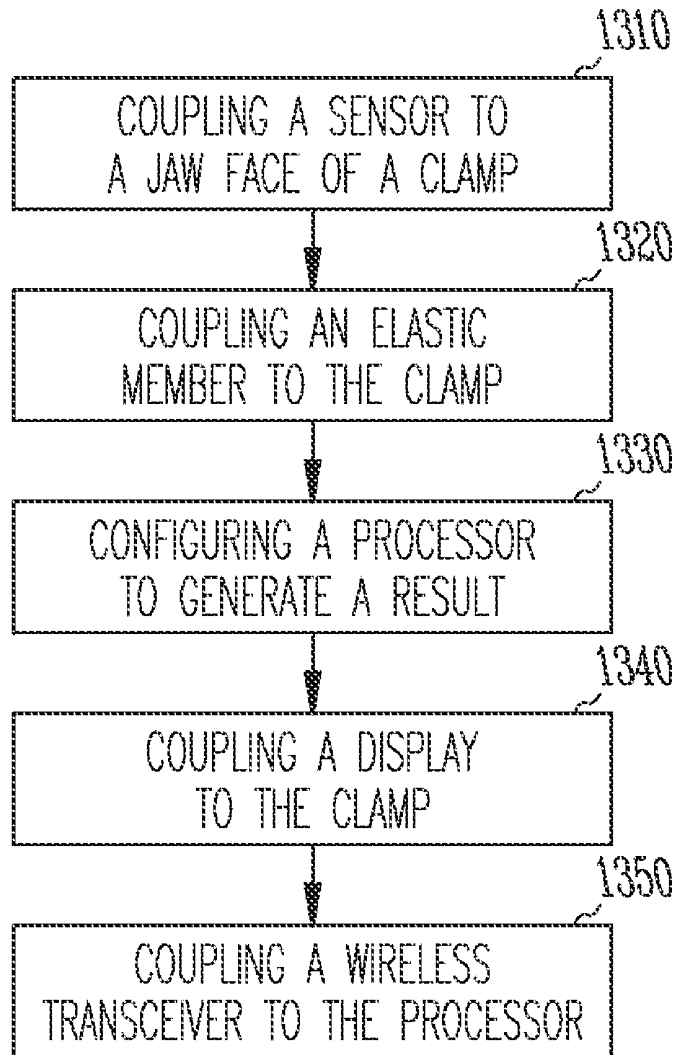 1310
COUPLING A SENSOR TO
A JAW FACE OF A CLAMP
1320
COUPLING AN ELASTIC
MEMBER TO THE CLAMP
1330
CONFIGURING A PROCESSOR
TO GENERATE A RESULT
1340
COUPLING A DISPLAY
TO THE CLAMP
1350
COUPLING A WIRELESS
TRANSCEIVER TO THE PROCESSOR